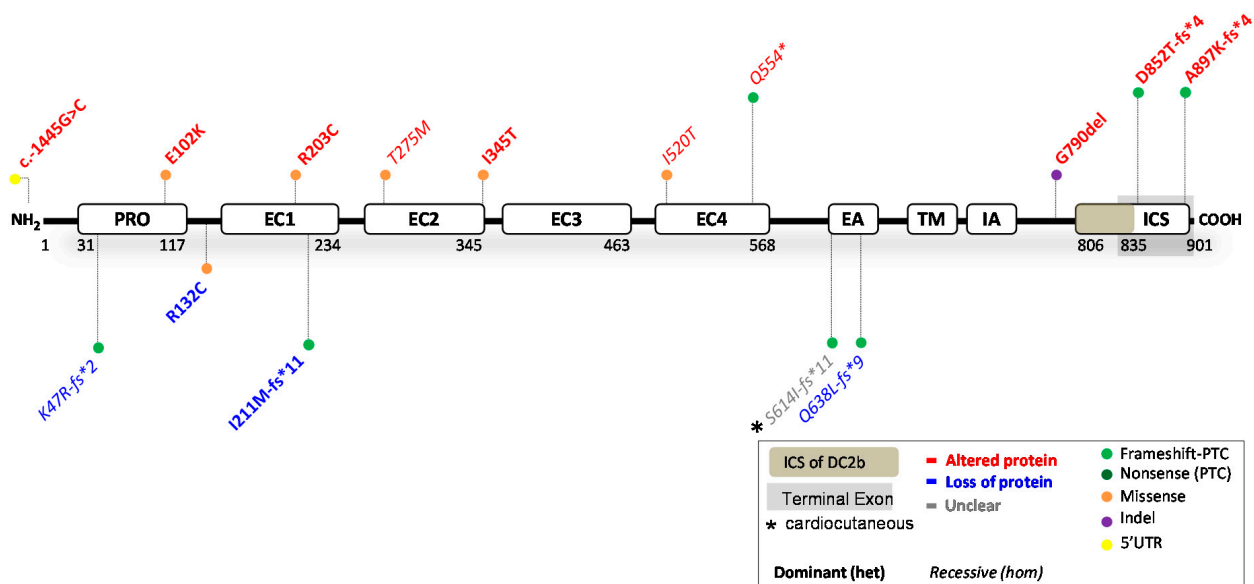 c.-1445G>C
E102K
R203C
T275M
I345T
I520T
Q554*
G790del
D852T-fs*4
A897K-fs*4
NH2
PRO
EC1
EC2
EC3
EC4
EA
TM
IA
ICS
COOH
1
31
117
234
345
463
568
806
835
901
R132C
K47R-fs*2
I211M-fs*11
* S614I-fs*11
Q638L-fs*9
ICS of DC2b
Terminal Exon
* cardiocutaneous
Altered protein
Loss of protein
Unclear
Frameshift-PTC
Nonsense (PTC)
Missense
Indel
5'UTR
Dominant (het)
Recessive (hom)